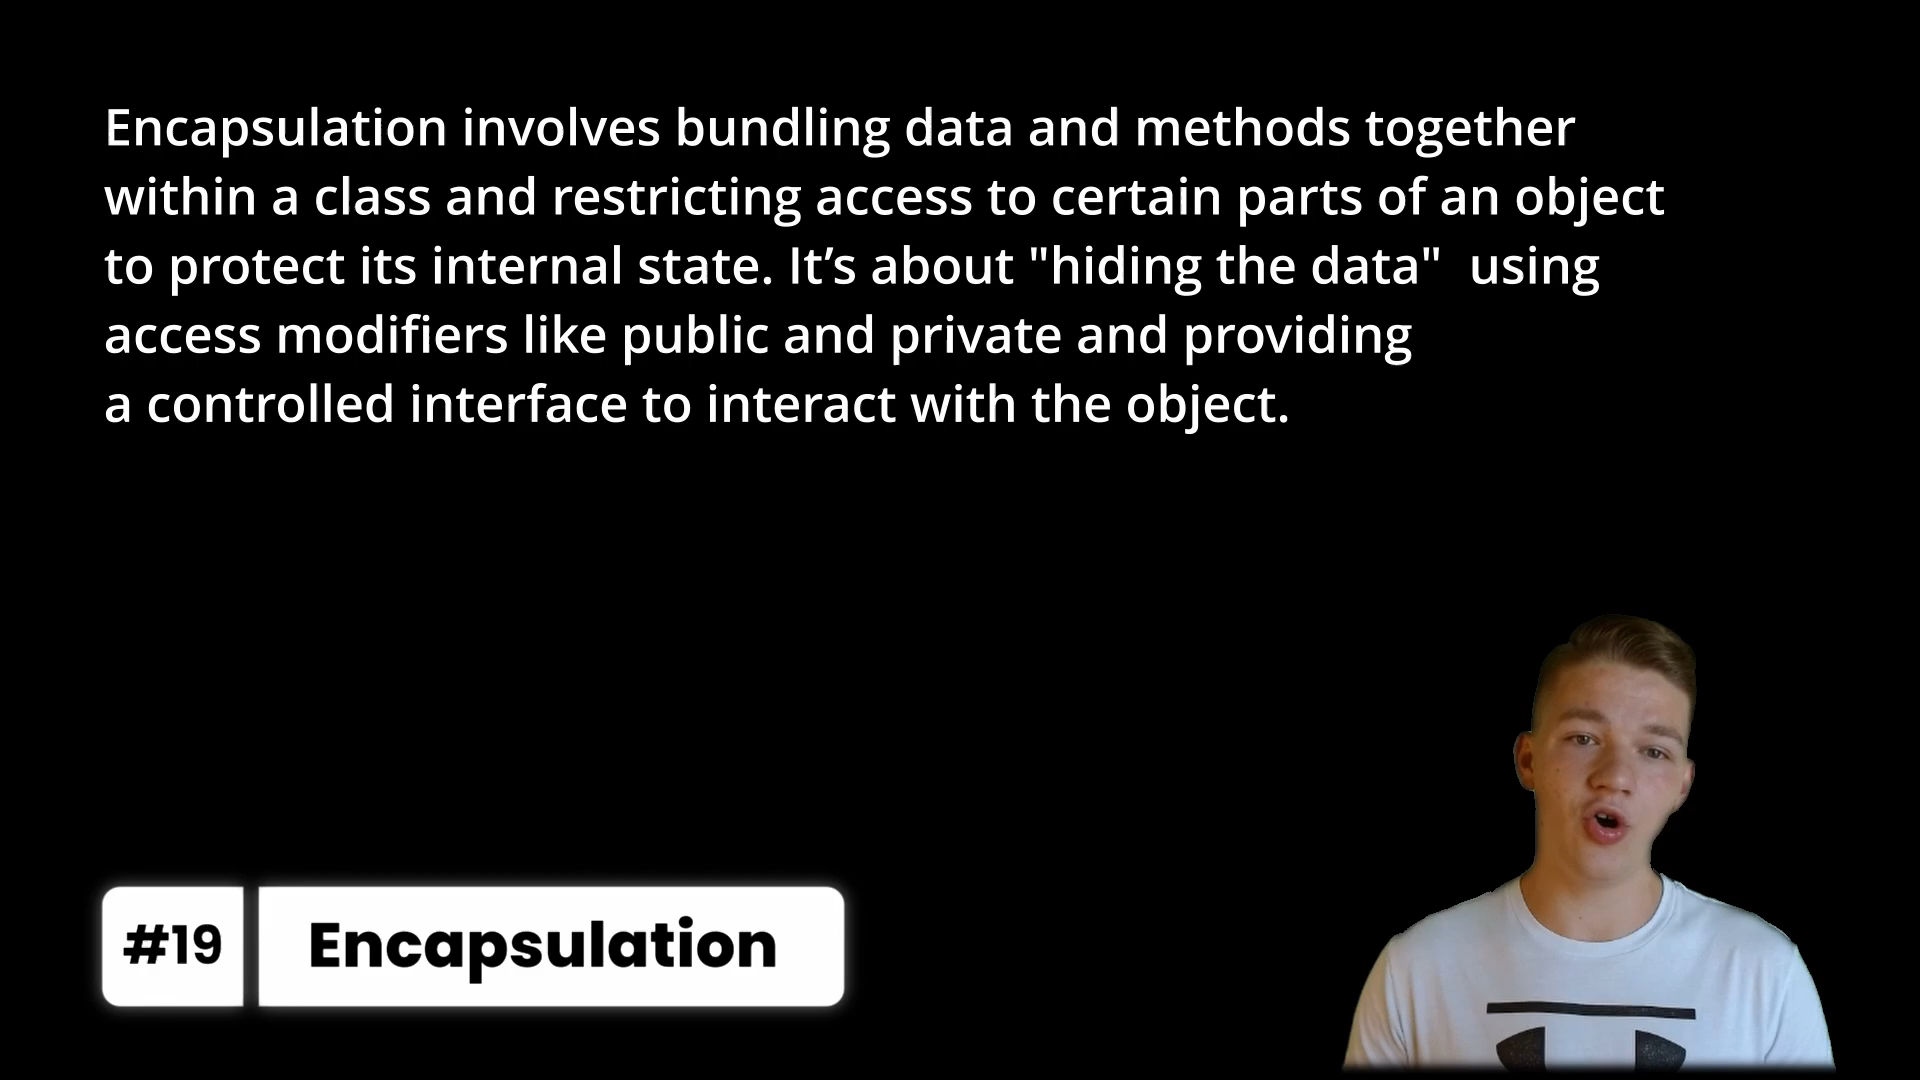 Encapsulation involves bundling data and methods together
within a class and restricting access to certain parts of an object
to protect its internal state. It’s about "hiding the data"  using
access modifiers like public and private and providing
a controlled interface to interact with the object.
#19 Encapsulation